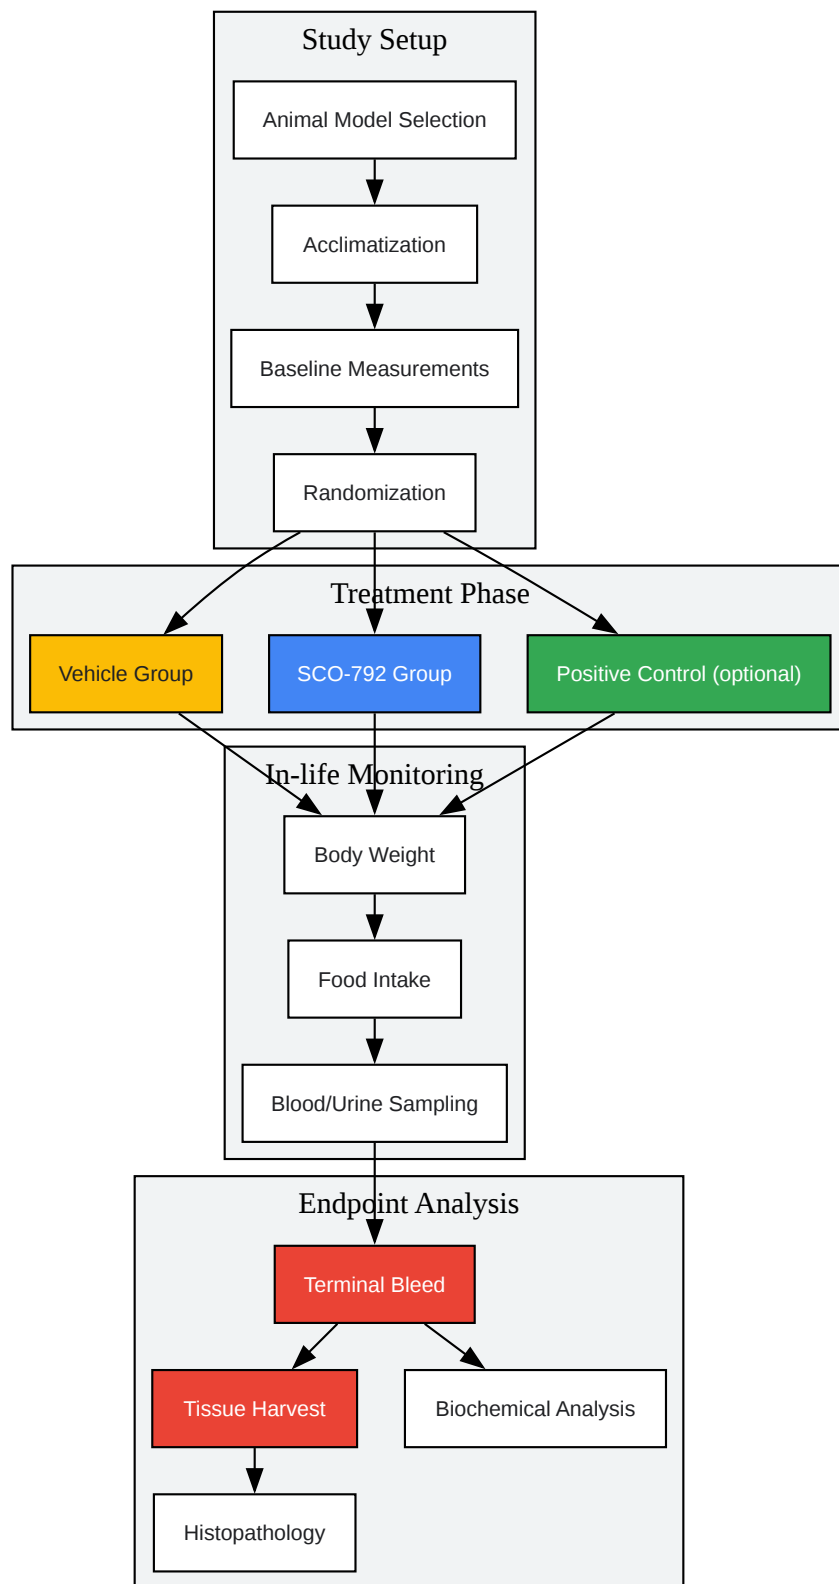 Study Setup
Animal Model Selection
Acclimatization
Baseline Measurements
Randomization
Treatment Phase
Vehicle Group
SCO-792 Group
Positive Control (optional)
In-life Monitoring
Body Weight
Food Intake
Blood/Urine Sampling
Endpoint Analysis
Terminal Bleed
Tissue Harvest
Biochemical Analysis
Histopathology